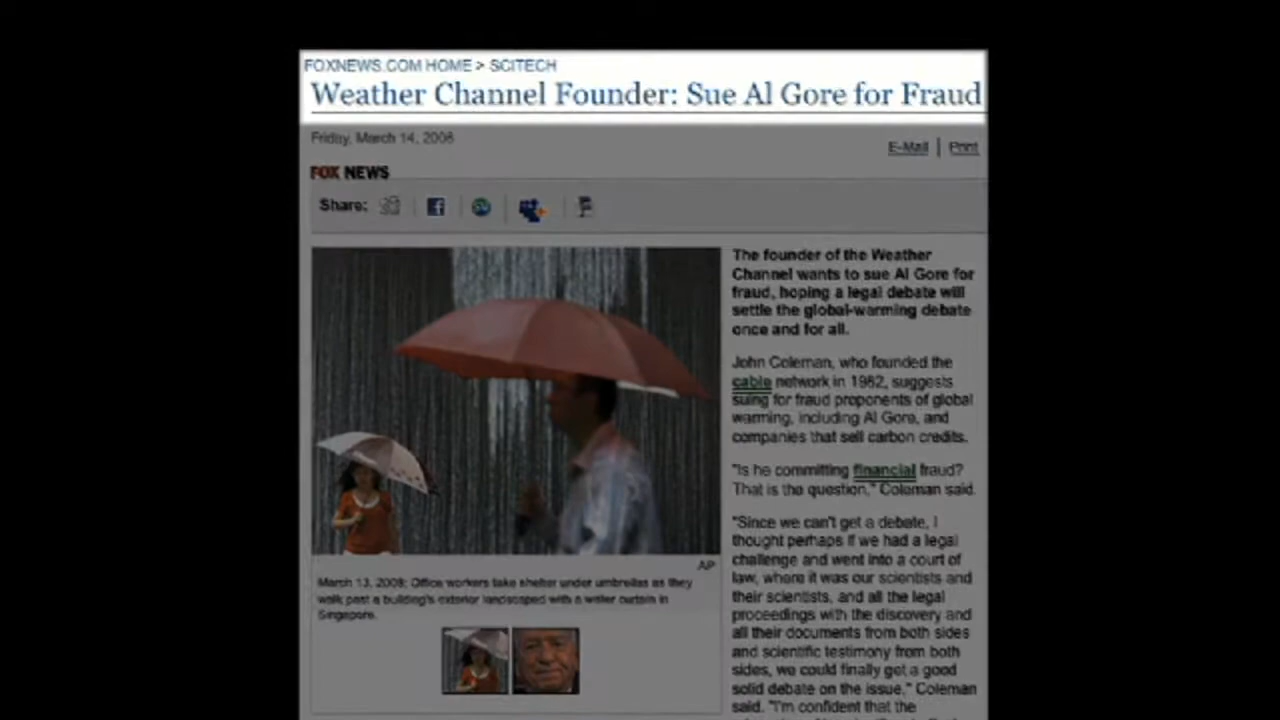 FOXNEWS.COM HOME > SCITECH
Weather Channel Founder: Sue Al Gore for Fraud
Friday, March 14, 2008
E-Mail | Print
FOX NEWS
Share:
The founder of the Weather
Channel wants to sue Al Gore for
fraud, hoping a legal debate will
settle the global-warming debate
once and for all.
John Coleman, who founded the
cable network in 1982, suggests
suing for fraud proponents of global
warming, including Al Gore, and
companies that sell carbon credits.
"Is he committing financial fraud?
That is the question," Coleman said.
"Since we can't get a debate, I
thought perhaps if we had a legal
challenge and went into a court of
law, where it was our scientists and
their scientists, and all the legal
proceedings with the discovery and
all their documents from both sides
and scientific testimony from both
sides, we could finally get a good
solid debate on the issue," Coleman
said. "I'm confident that the
AP
March 13, 2008: Office workers take shelter under umbrellas as they
walk past a building's exterior landscaped with a water curtain in
Singapore.